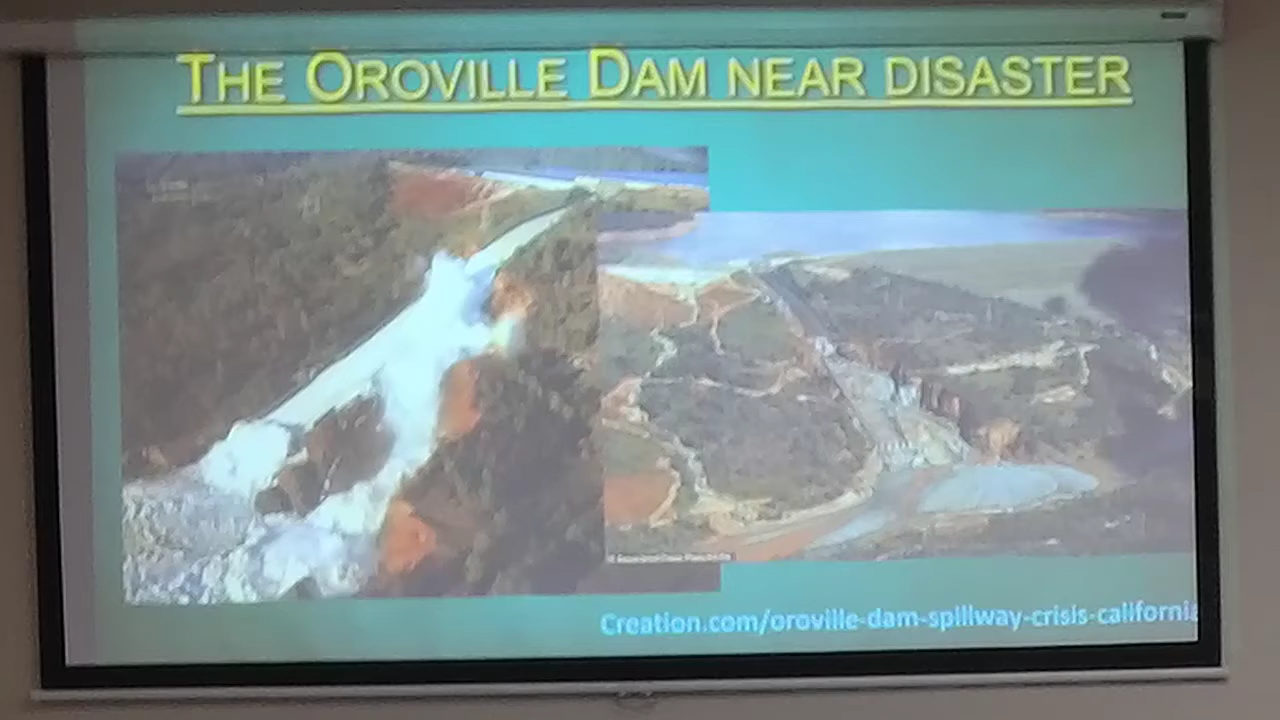 THE OROVILLE DAM NEAR DISASTER
Creation.com/oroville-dam-spillway-crisis-california